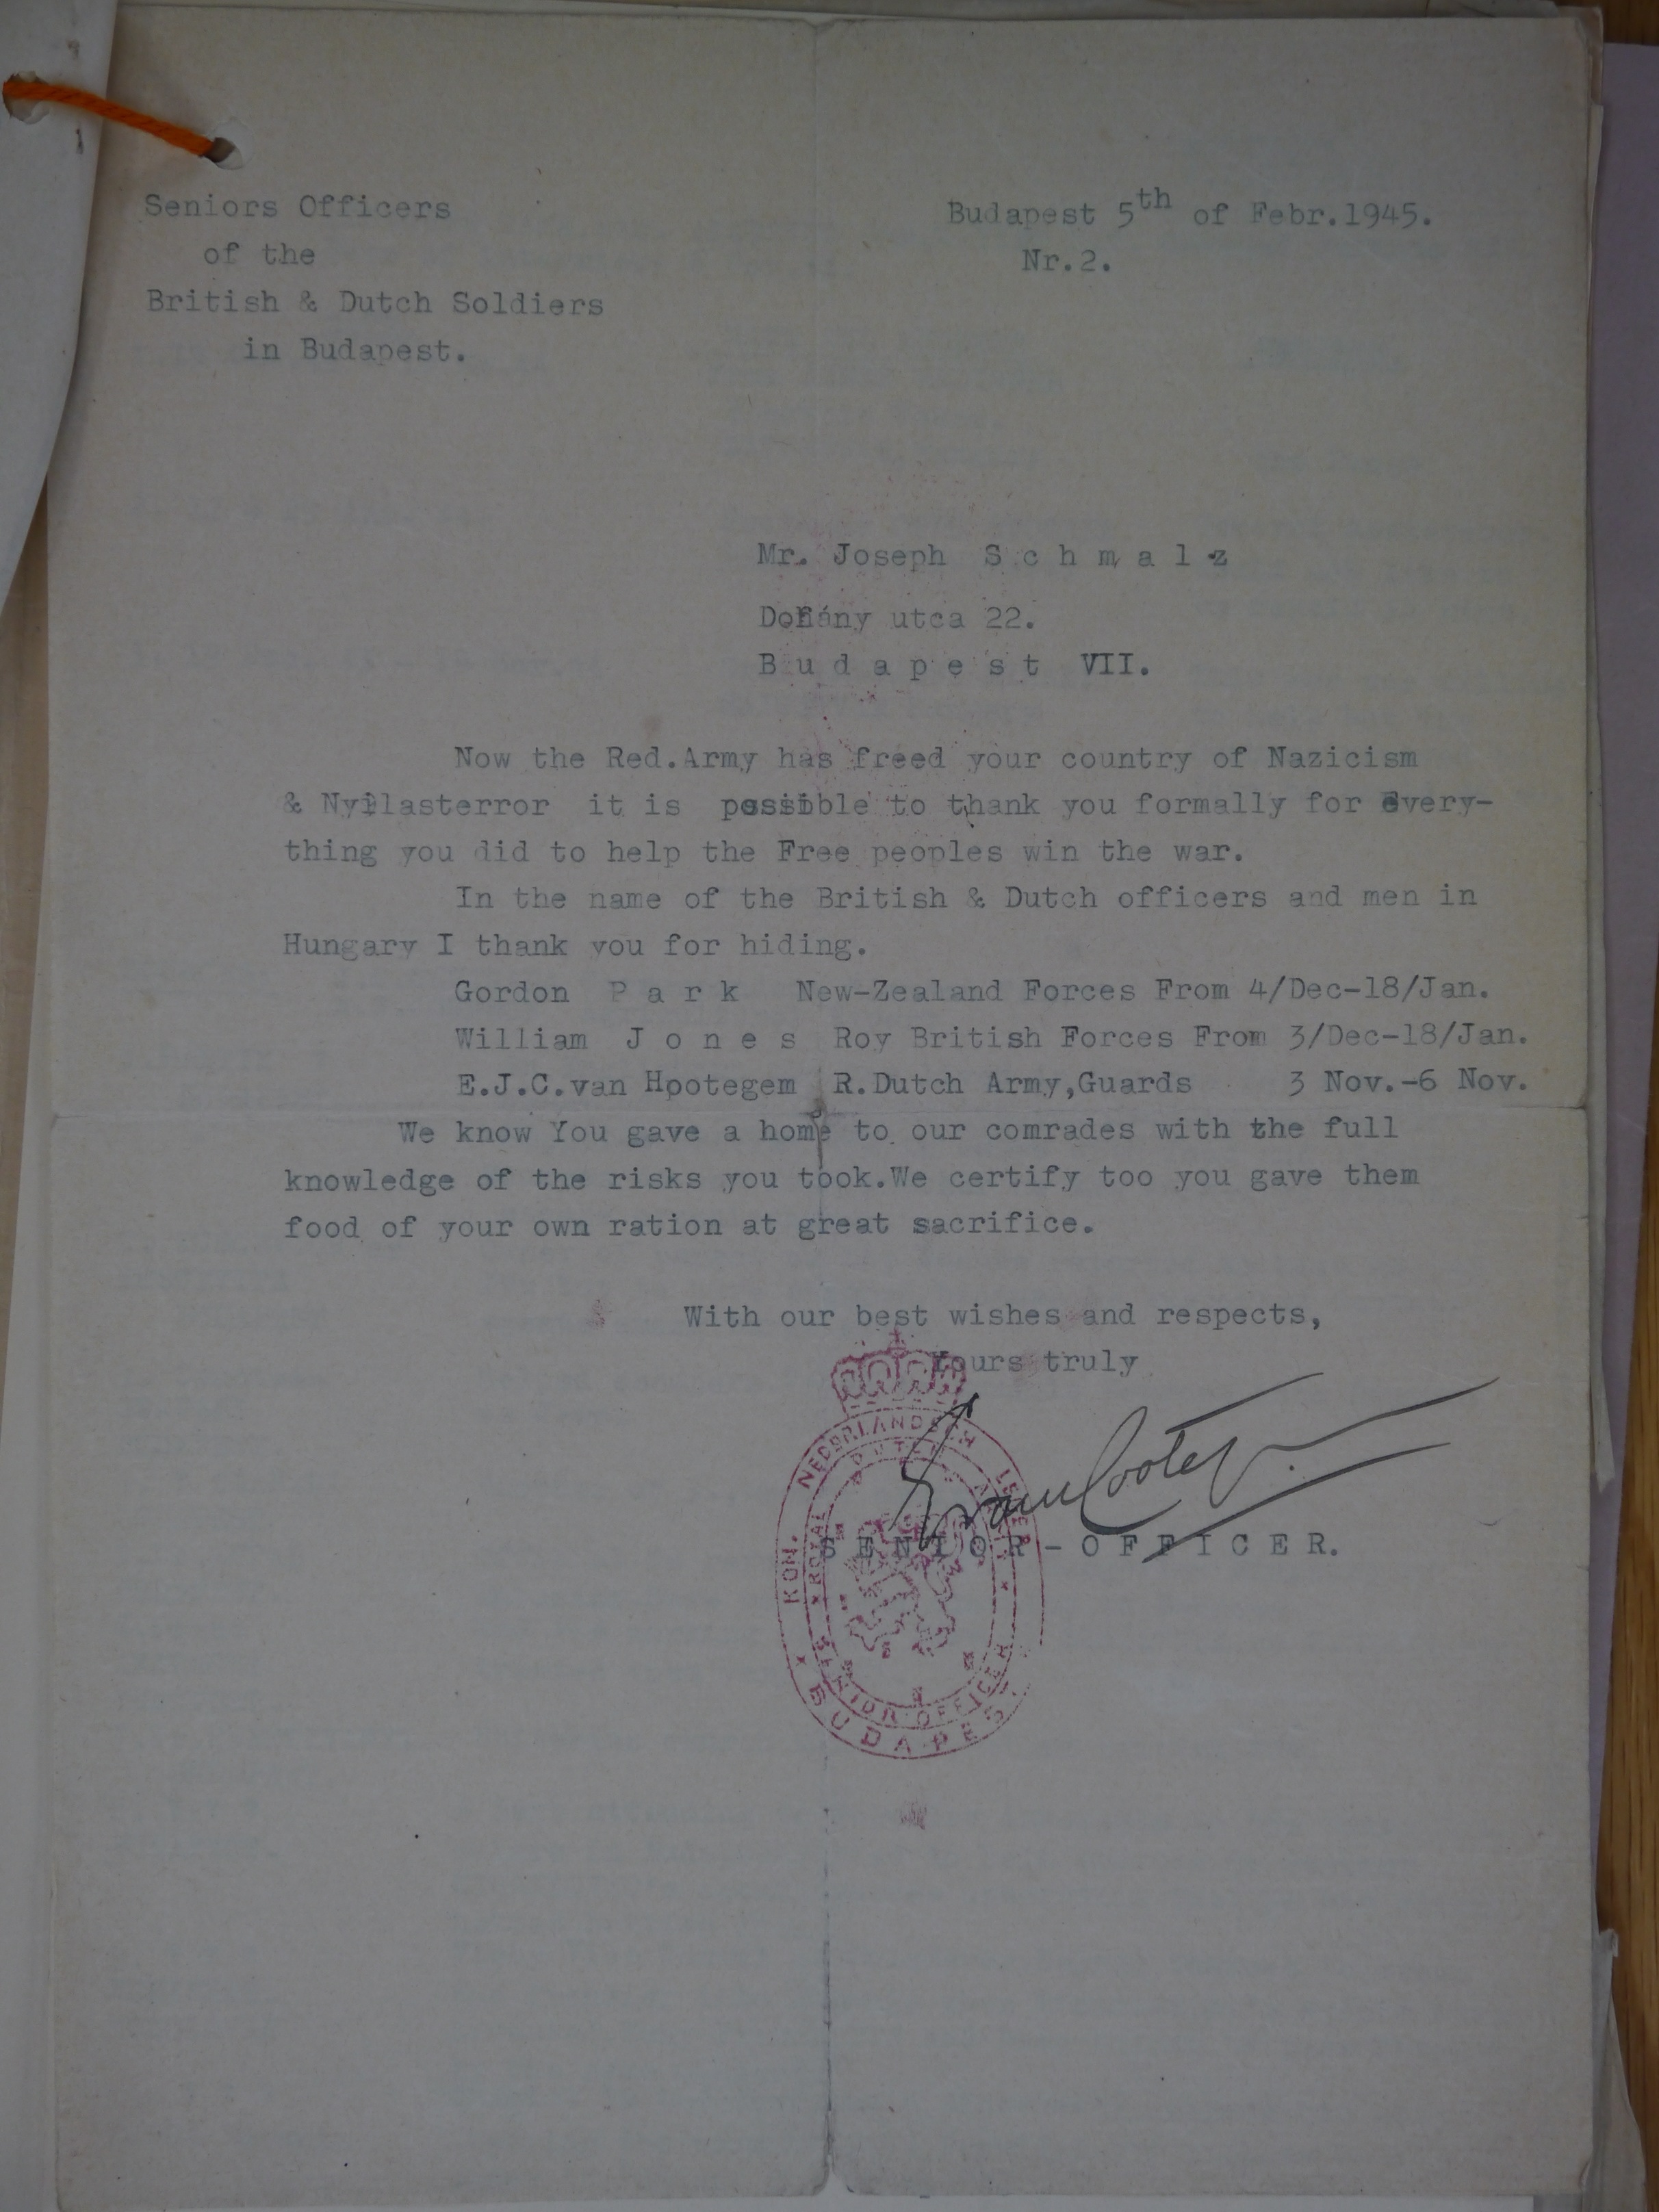 Seniors Officers
of the
British & Dutch Soldiers
in Budapest.
Budapest 5th of Febr.1945.
Nr.2.
Mr. Joseph S c h m a l z
Dohány utca 22.
B u d a p e s t VII.
Now the Red.Army has freed your country of Nazicism
& Nyilasterror it is possible to thank you formally for every-
thing you did to help the Free peoples win the war.
In the name of the British & Dutch officers and men in
Hungary I thank you for hiding.
Gordon P a r k New-Zealand Forces From 4/Dec-18/Jan.
William J o n e s Roy British Forces From 3/Dec-18/Jan.
E.J.C.van Hootegem R.Dutch Army,Guards 3 Nov.-6 Nov.
We know You gave a home to our comrades with the full
knowledge of the risks you took.We certify too you gave them
food of your own ration at great sacrifice.
With our best wishes and respects,
Yours truly
S E N I O R - O F F I C E R.
KON. NEDERLANDSCH LEGER
ROYAL DUTCH ARMY
SENIOR OFFICER
BUDAPEST